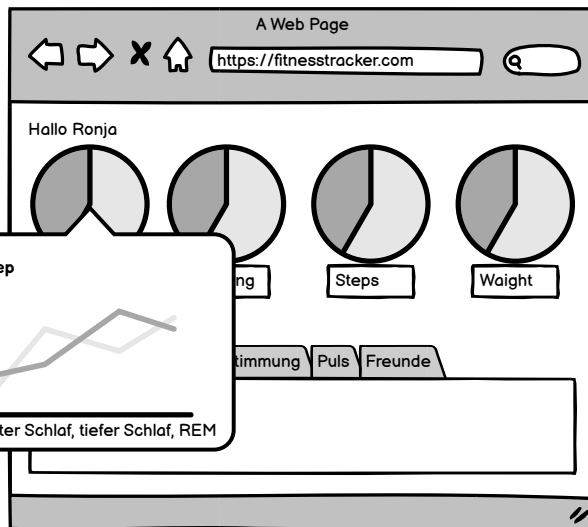 A Web Page
https://fitnesstracker.com
Hallo Ronja
ep
ng
Steps
Waight
timmung
Puls
Freunde
ter Schlaf, tiefer Schlaf, REM